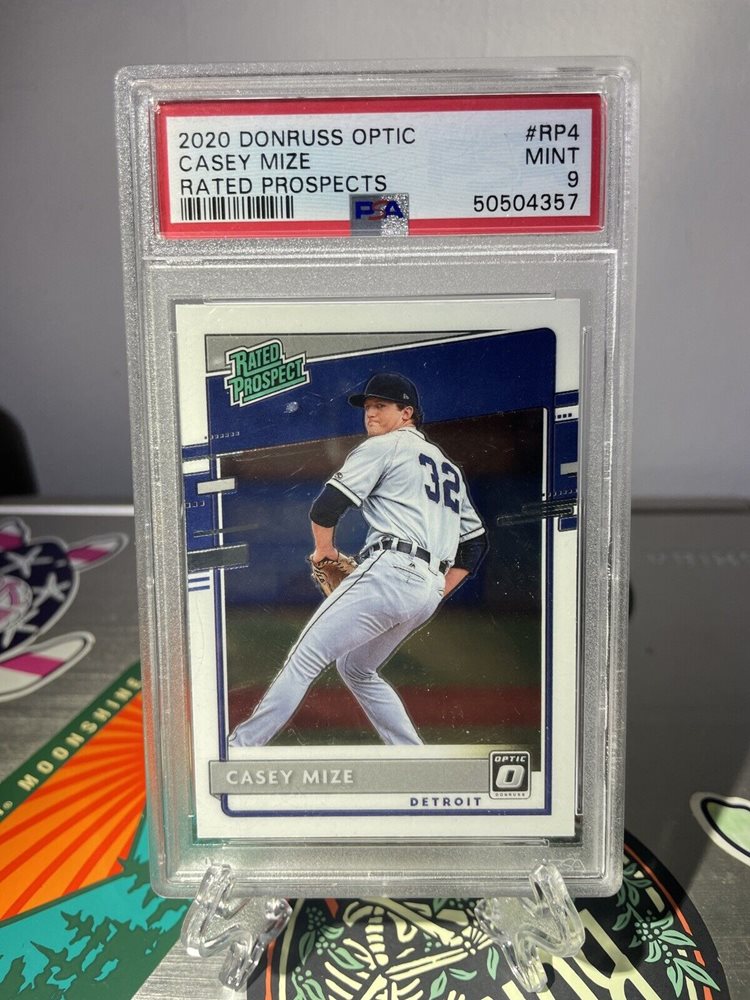 2020 DONRUSS OPTIC #RP4
CASEY MIZE MINT
RATED PROSPECTS 9
PSA 50504357
RATED
PROSPECT
32
CASEY MIZE
OPTIC
DONRUSS
DETROIT
MOONSHINE